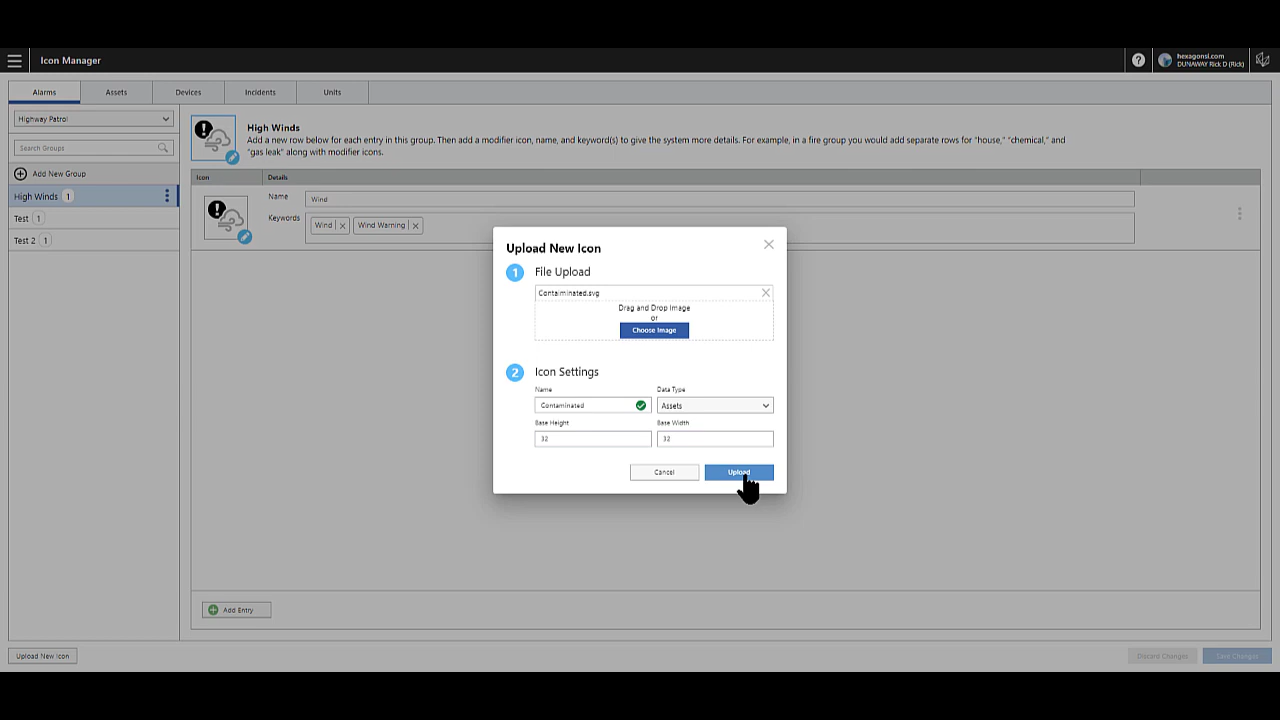 Icon Manager
?
hexagonsi.com
DUNAWAY Rick D (Rick)
Alarms
Assets
Devices
Incidents
Units
Highway Patrol
Search Groups
Add New Group
High Winds 1
Test 1
Test 2 1
High Winds
Add a new row below for each entry in this group. Then add a modifier icon, name, and keyword(s) to give the system more details. For example, in a fire group you would add separate rows for "house," "chemical," and
"gas leak" along with modifier icons.
Icon
Details
Name
Wind
Keywords
Wind
Wind Warning
Upload New Icon
1
File Upload
Contaminated.svg
Drag and Drop Image
or
Choose Image
2
Icon Settings
Name
Data Type
Contaminated
Assets
Base Height
Base Width
32
32
Cancel
Upload
Add Entry
Upload New Icon
Discard Changes
Save Changes